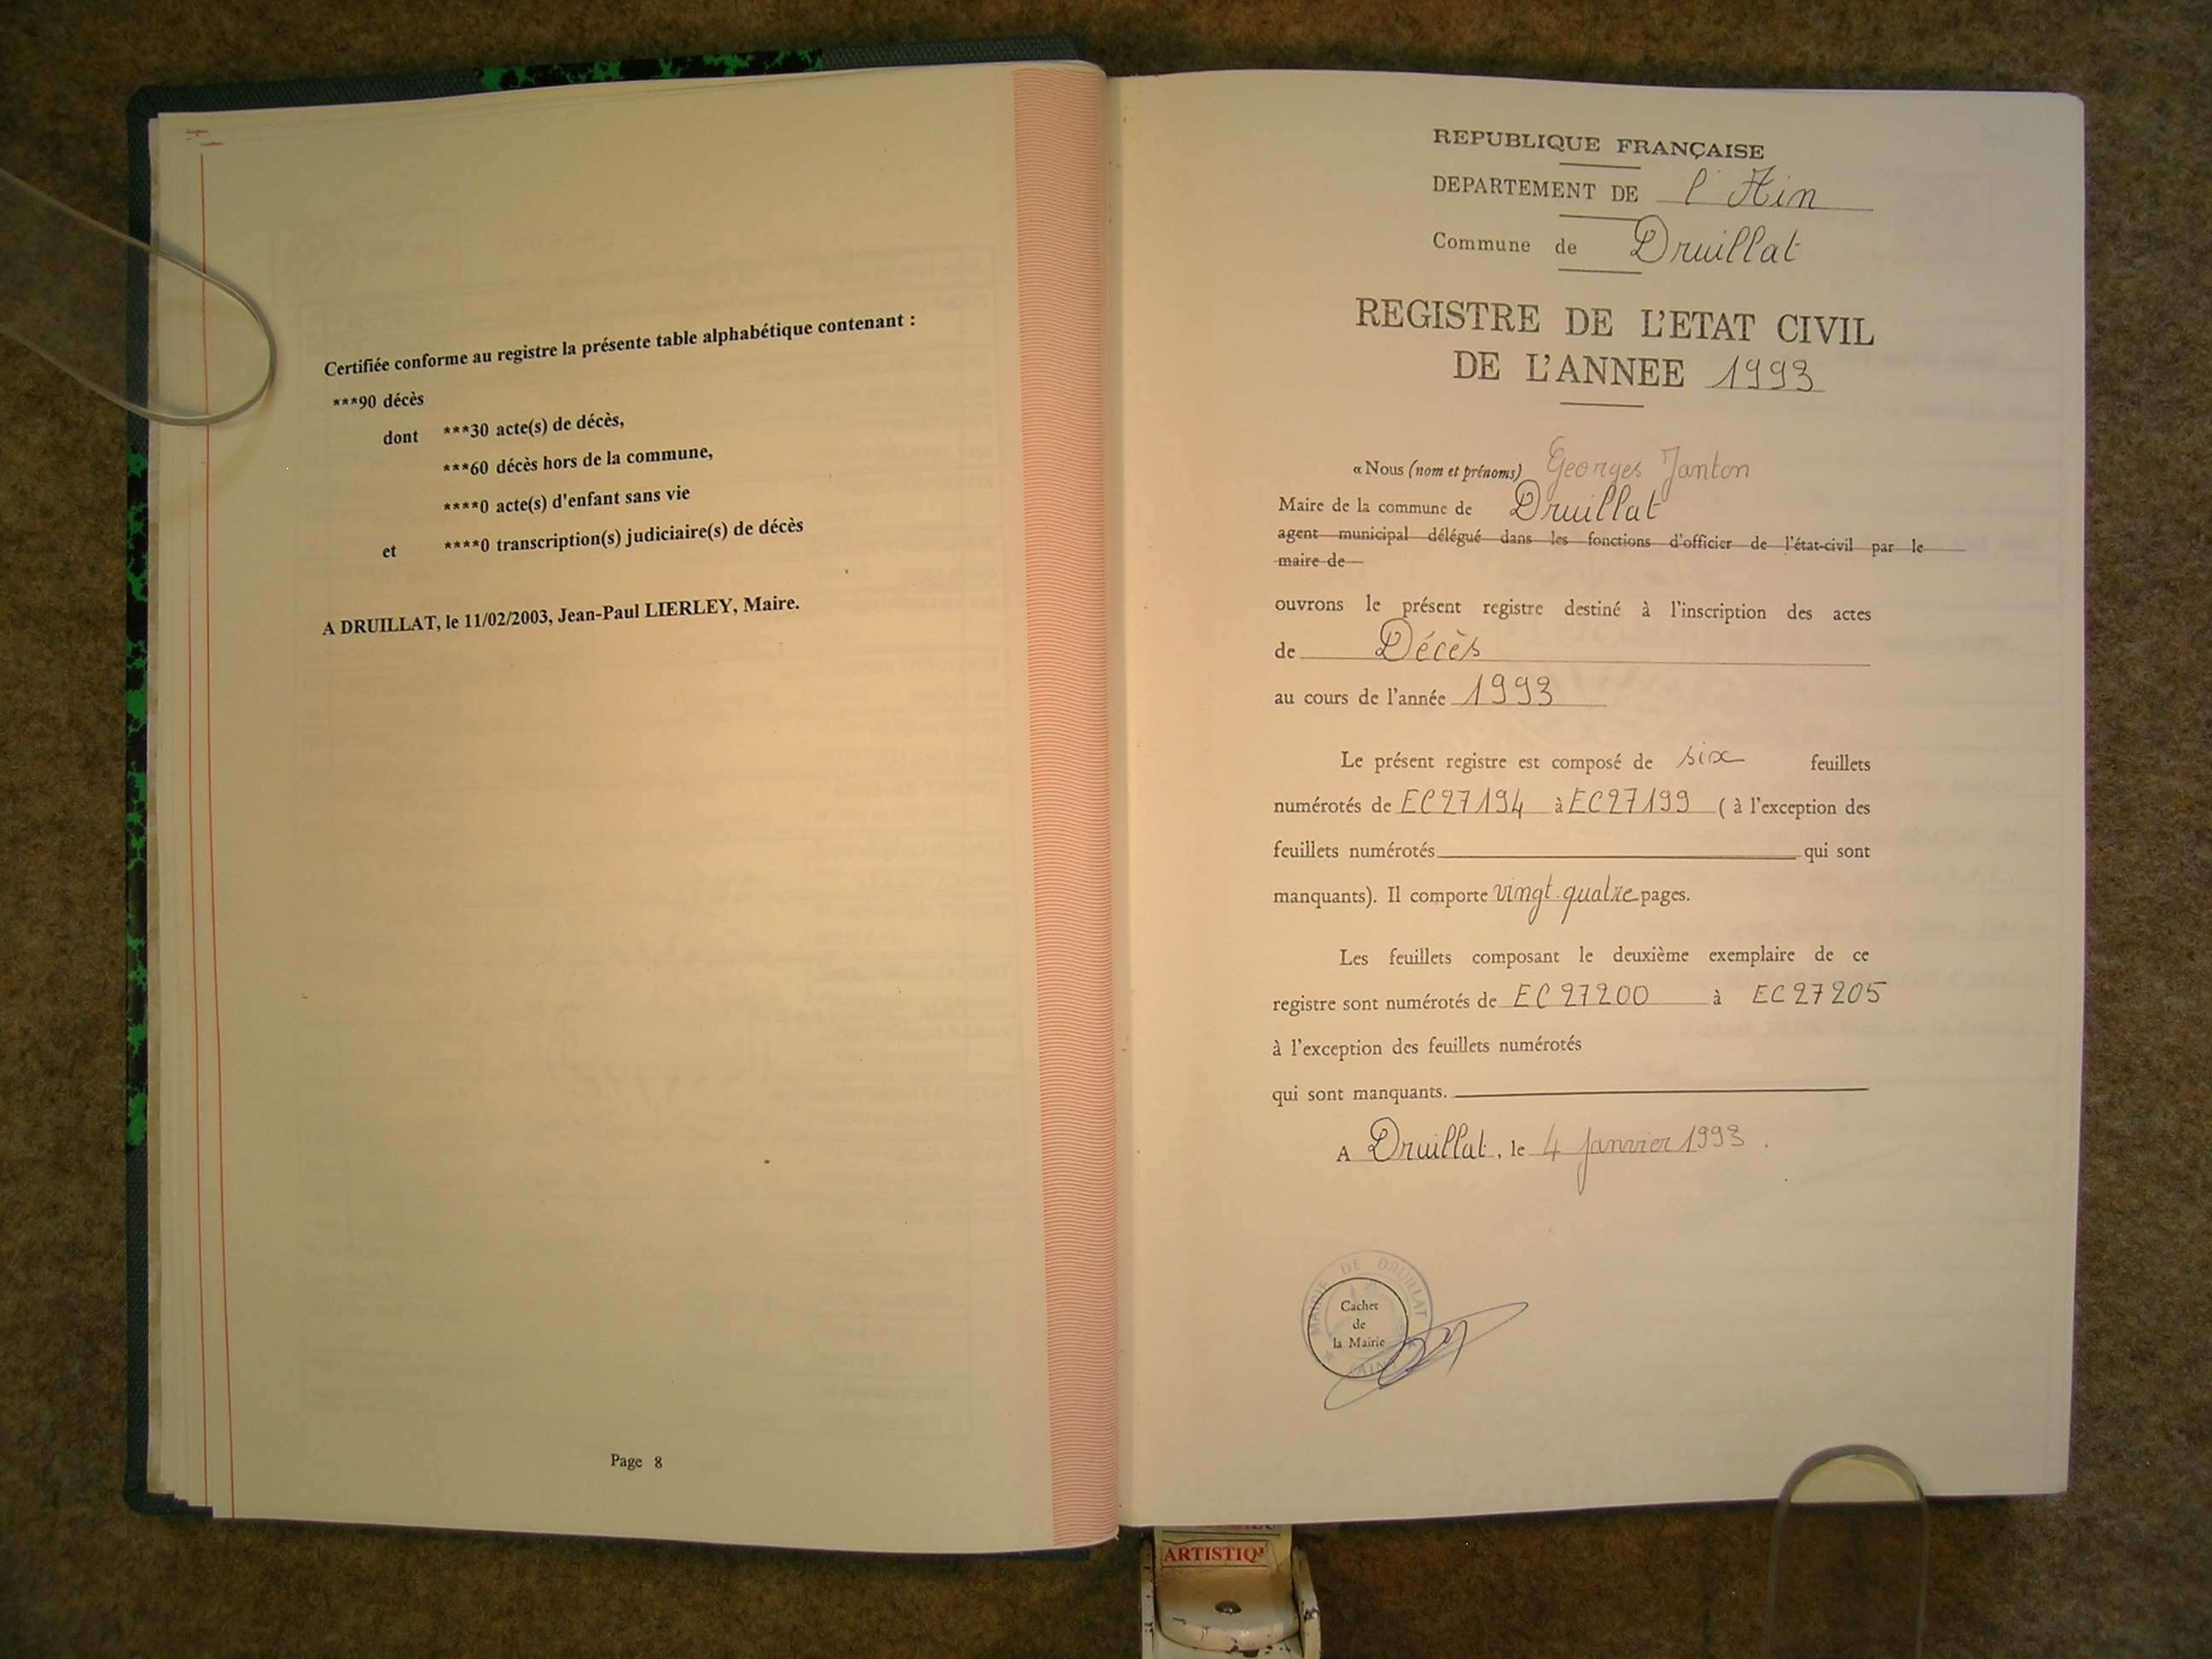 Certifiée conforme au registre la présente table alphabétique contenant :
***90 décès
dont ***30 acte(s) de décès,
***60 décès hors de la commune,
****0 acte(s) d'enfant sans vie
et ****0 transcription(s) judiciaire(s) de décès
A DRUILLAT, le 11/02/2003, Jean-Paul LIERLEY, Maire.
Page 8
REPUBLIQUE FRANÇAISE
DEPARTEMENT DE l'Ain
Commune de Druillat
REGISTRE DE L'ETAT CIVIL
DE L'ANNEE 1993
« Nous (nom et prénoms) Georges Janton
Maire de la commune de Druillat
agent municipal délégué dans les fonctions d'officier de l'état-civil par le
maire de
ouvrons le présent registre destiné à l'inscription des actes
de Décès
au cours de l'année 1993
Le présent registre est composé de six feuillets
numérotés de EC27194 à EC27199 ( à l'exception des
feuillets numérotés qui sont
manquants). Il comporte vingt-quatre pages.
Les feuillets composant le deuxième exemplaire de ce
registre sont numérotés de EC27200 à EC27205
à l'exception des feuillets numérotés
qui sont manquants.
A Druillat, le 4 Janvier 1993.
MAIRIE DE DRUILLAT
Cachet
de
la Mairie
AIN
ARTISTIQ